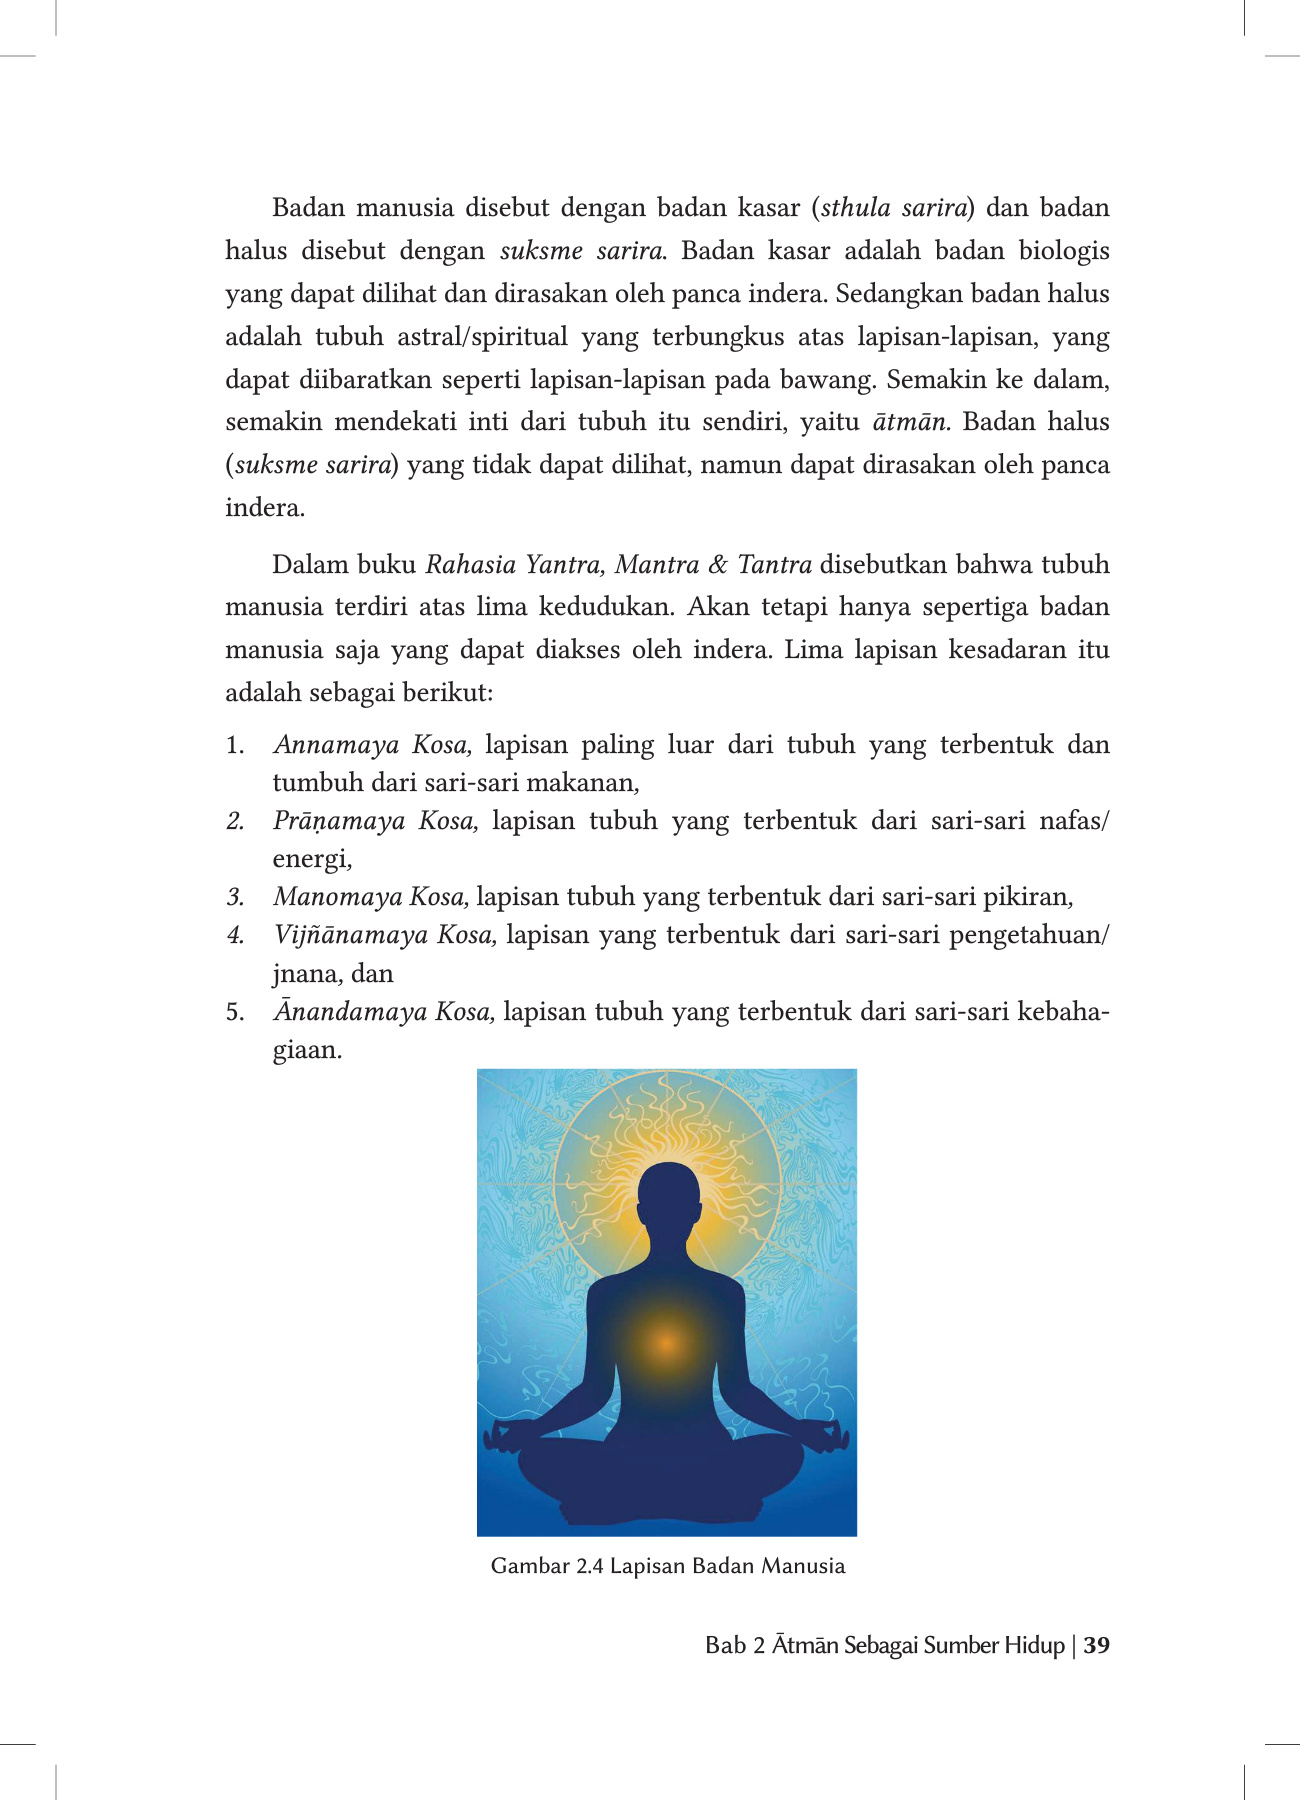 Badan manusia disebut dengan badan kasar (sthula sarira) dan badan
halus disebut dengan suksme sarira. Badan kasar adalah badan biologis
yang dapat dilihat dan dirasakan oleh panca indera. Sedangkan badan halus
adalah tubuh astral/spiritual yang terbungkus atas lapisan-lapisan, yang
dapat diibaratkan seperti lapisan-lapisan pada bawang. Semakin ke dalam,
semakin mendekati inti dari tubuh itu sendiri, yaitu ātmān. Badan halus
(suksme sarira) yang tidak dapat dilihat, namun dapat dirasakan oleh panca
indera.
Dalam buku Rahasia Yantra, Mantra & Tantra disebutkan bahwa tubuh
manusia terdiri atas lima kedudukan. Akan tetapi hanya sepertiga badan
manusia saja yang dapat diakses oleh indera. Lima lapisan kesadaran itu
adalah sebagai berikut:
1. Annamaya Kosa, lapisan paling luar dari tubuh yang terbentuk dan
tumbuh dari sari-sari makanan,
2. Prāṇamaya Kosa, lapisan tubuh yang terbentuk dari sari-sari nafas/
energi,
3. Manomaya Kosa, lapisan tubuh yang terbentuk dari sari-sari pikiran,
4. Vijñānamaya Kosa, lapisan yang terbentuk dari sari-sari pengetahuan/
jnana, dan
5. Ānandamaya Kosa, lapisan tubuh yang terbentuk dari sari-sari kebaha-
giaan.
Gambar 2.4 Lapisan Badan Manusia
Bab 2 Ātmān Sebagai Sumber Hidup | 39